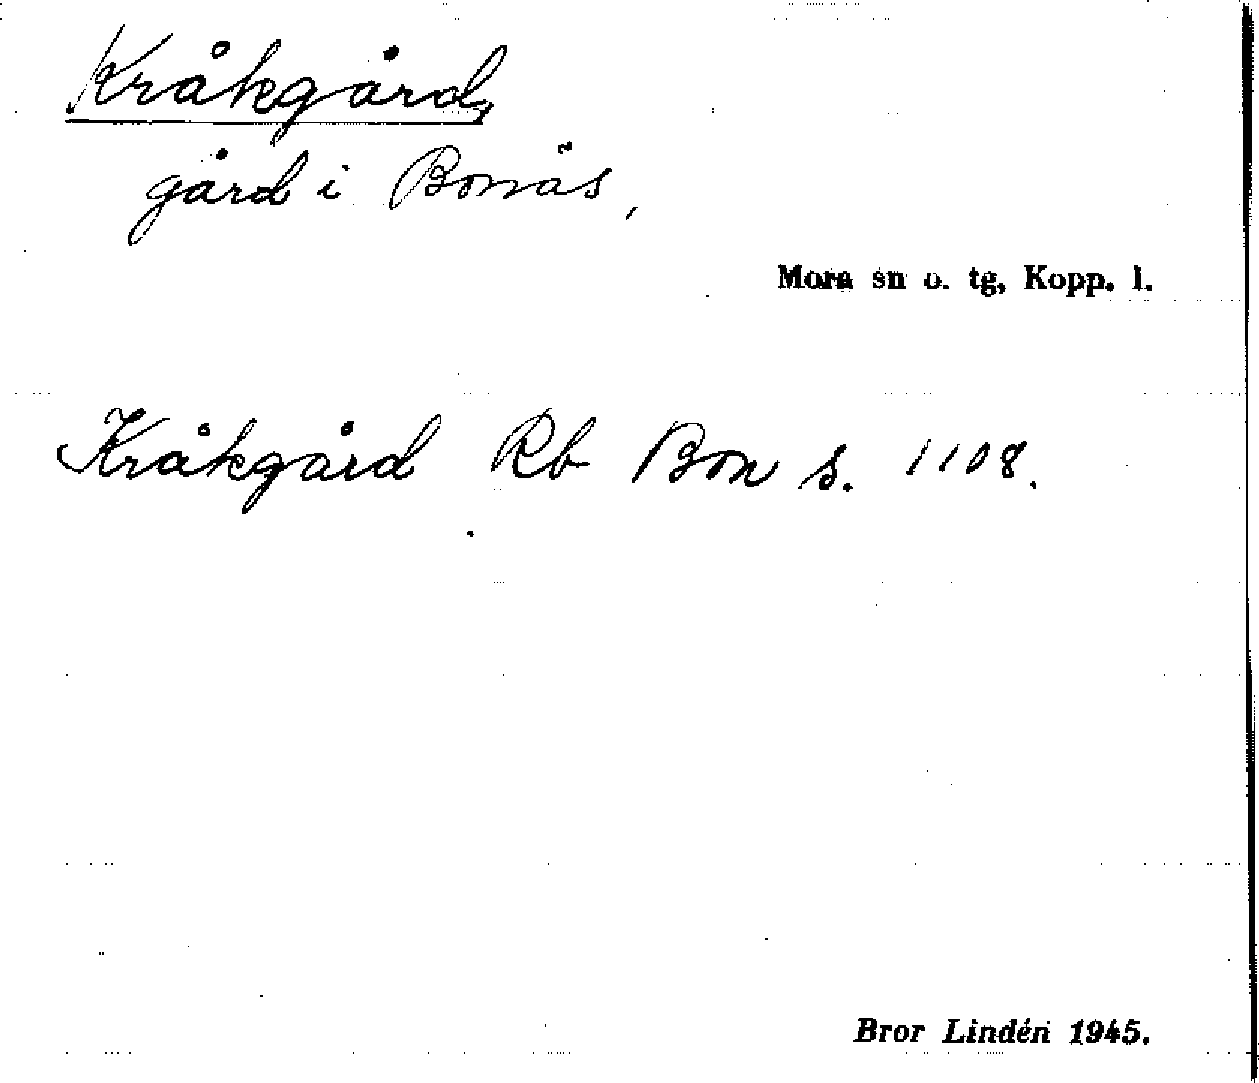 Kråkgård,
gård i Bonäs,
Mora sn o. tg, Kopp. l.
Kråkgård Rb Bon s. 1108.
Bror Lindén 1945.